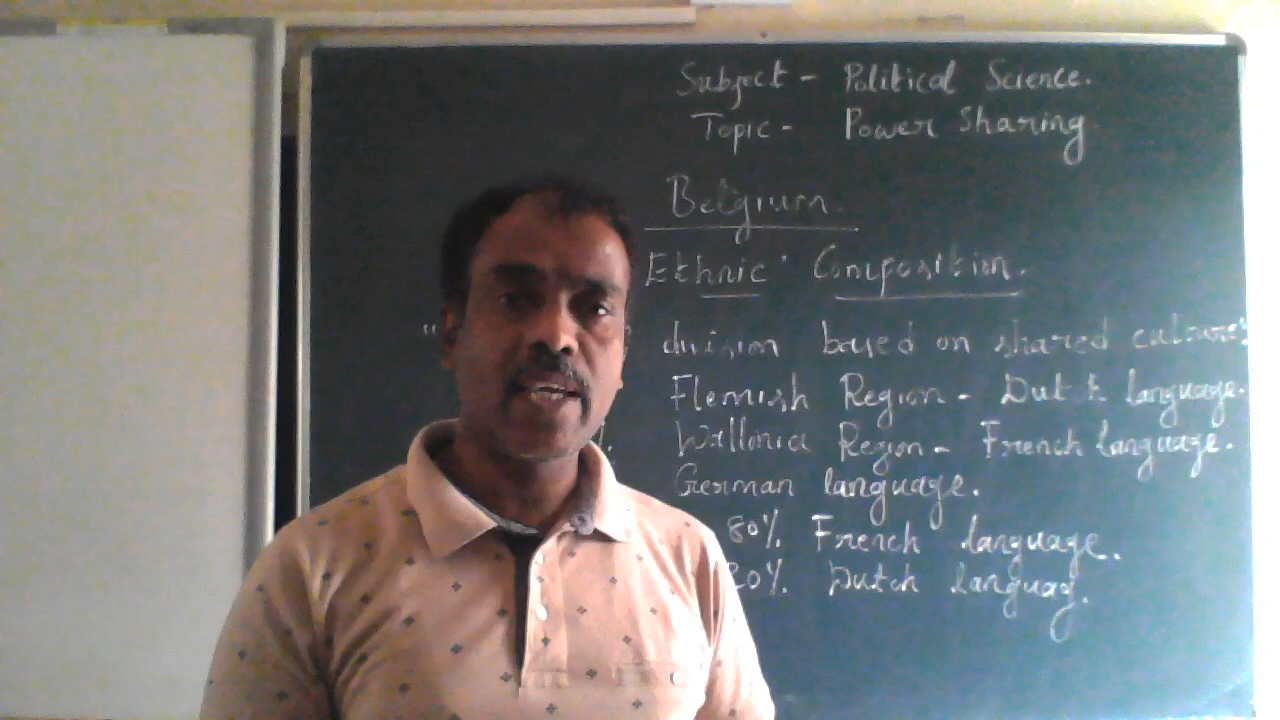 Subject - Political Science.
Topic - Power Sharing
Belgium.
Ethnic Composition.
" division based on shared culture"
Flemish Region - Dutch language.
Wallonia Region - French language.
German language.
80% French language.
20% Dutch languag.